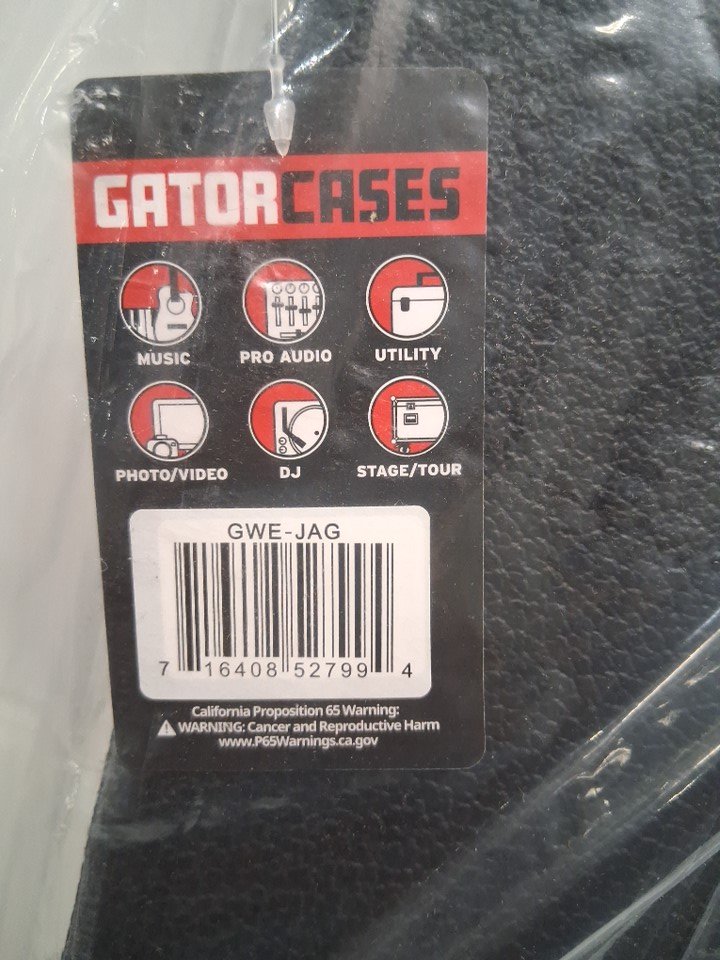 GATORCASES
MUSIC
PRO AUDIO
UTILITY
PHOTO/VIDEO
DJ
STAGE/TOUR
GWE-JAG
7 16408 52799 4
California Proposition 65 Warning:
WARNING: Cancer and Reproductive Harm
www.P65Warnings.ca.gov